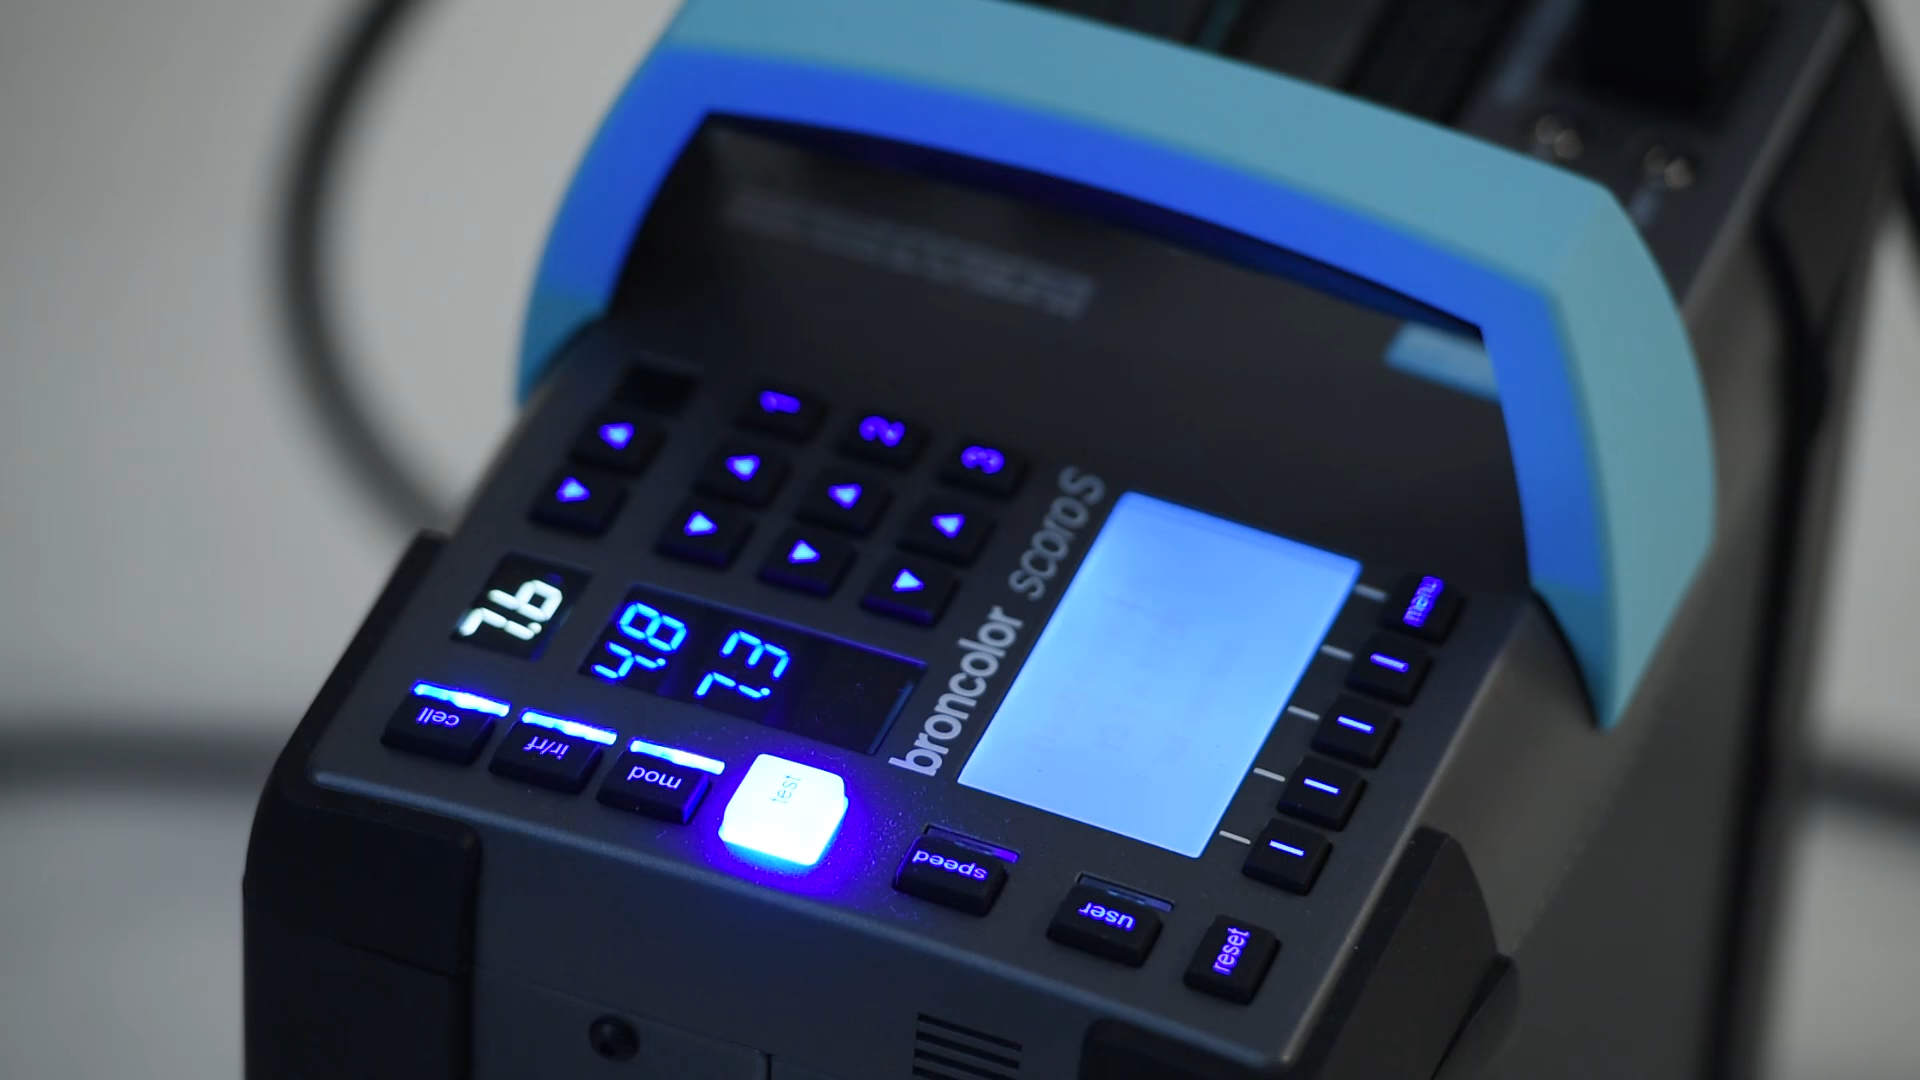 1
2
3
7.6
4.8
7.3
broncolor scoro S
menu
cell
ir/rf
mod
test
speed
user
reset